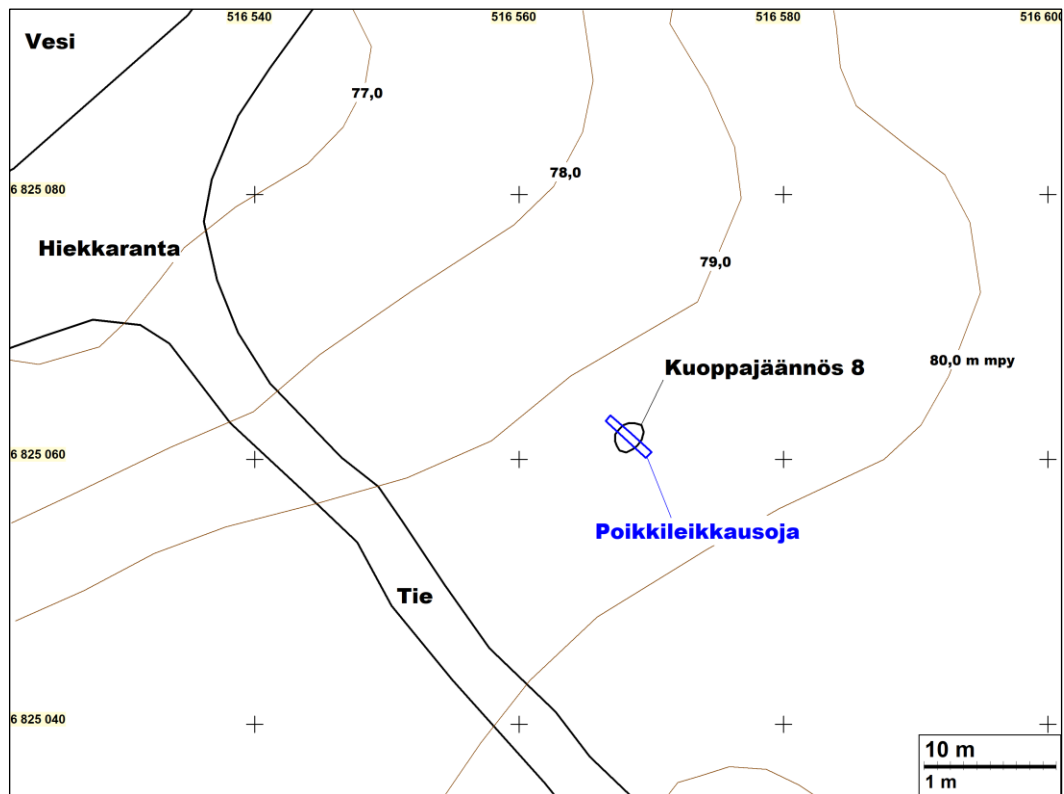 516 540
516 560
516 580
516 600
Vesi
77,0
78,0
6 825 080
Hiekkaranta
79,0
80,0 m mpy
Kuoppajäännös 8
6 825 060
Poikkileikkausoja
Tie
6 825 040
10 m
1 m